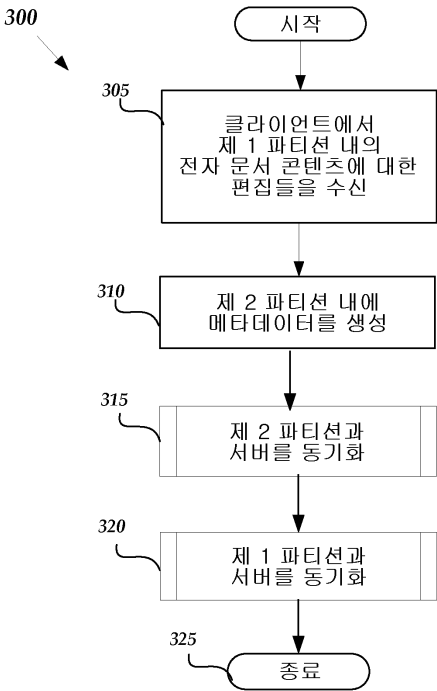 300
시작
305
클라이언트에서
제 1 파티션 내의
전자 문서 콘텐츠에 대한
편집들을 수신
310
제 2 파티션 내에
메타데이터를 생성
315
제 2 파티션과
서버를 동기화
320
제 1 파티션과
서버를 동기화
325
종료